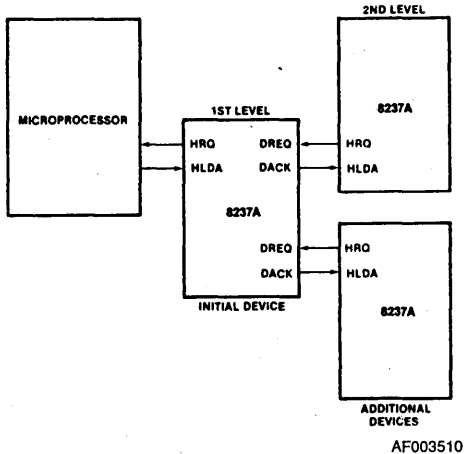 2ND LEVEL
8237A
MICROPROCESSOR
1ST LEVEL
HRQ
DREQ
HRQ
HLDA
DACK
HLDA
8237A
DREQ
HRQ
DACK
HLDA
8237A
INITIAL DEVICE
ADDITIONAL
DEVICES
AF003510